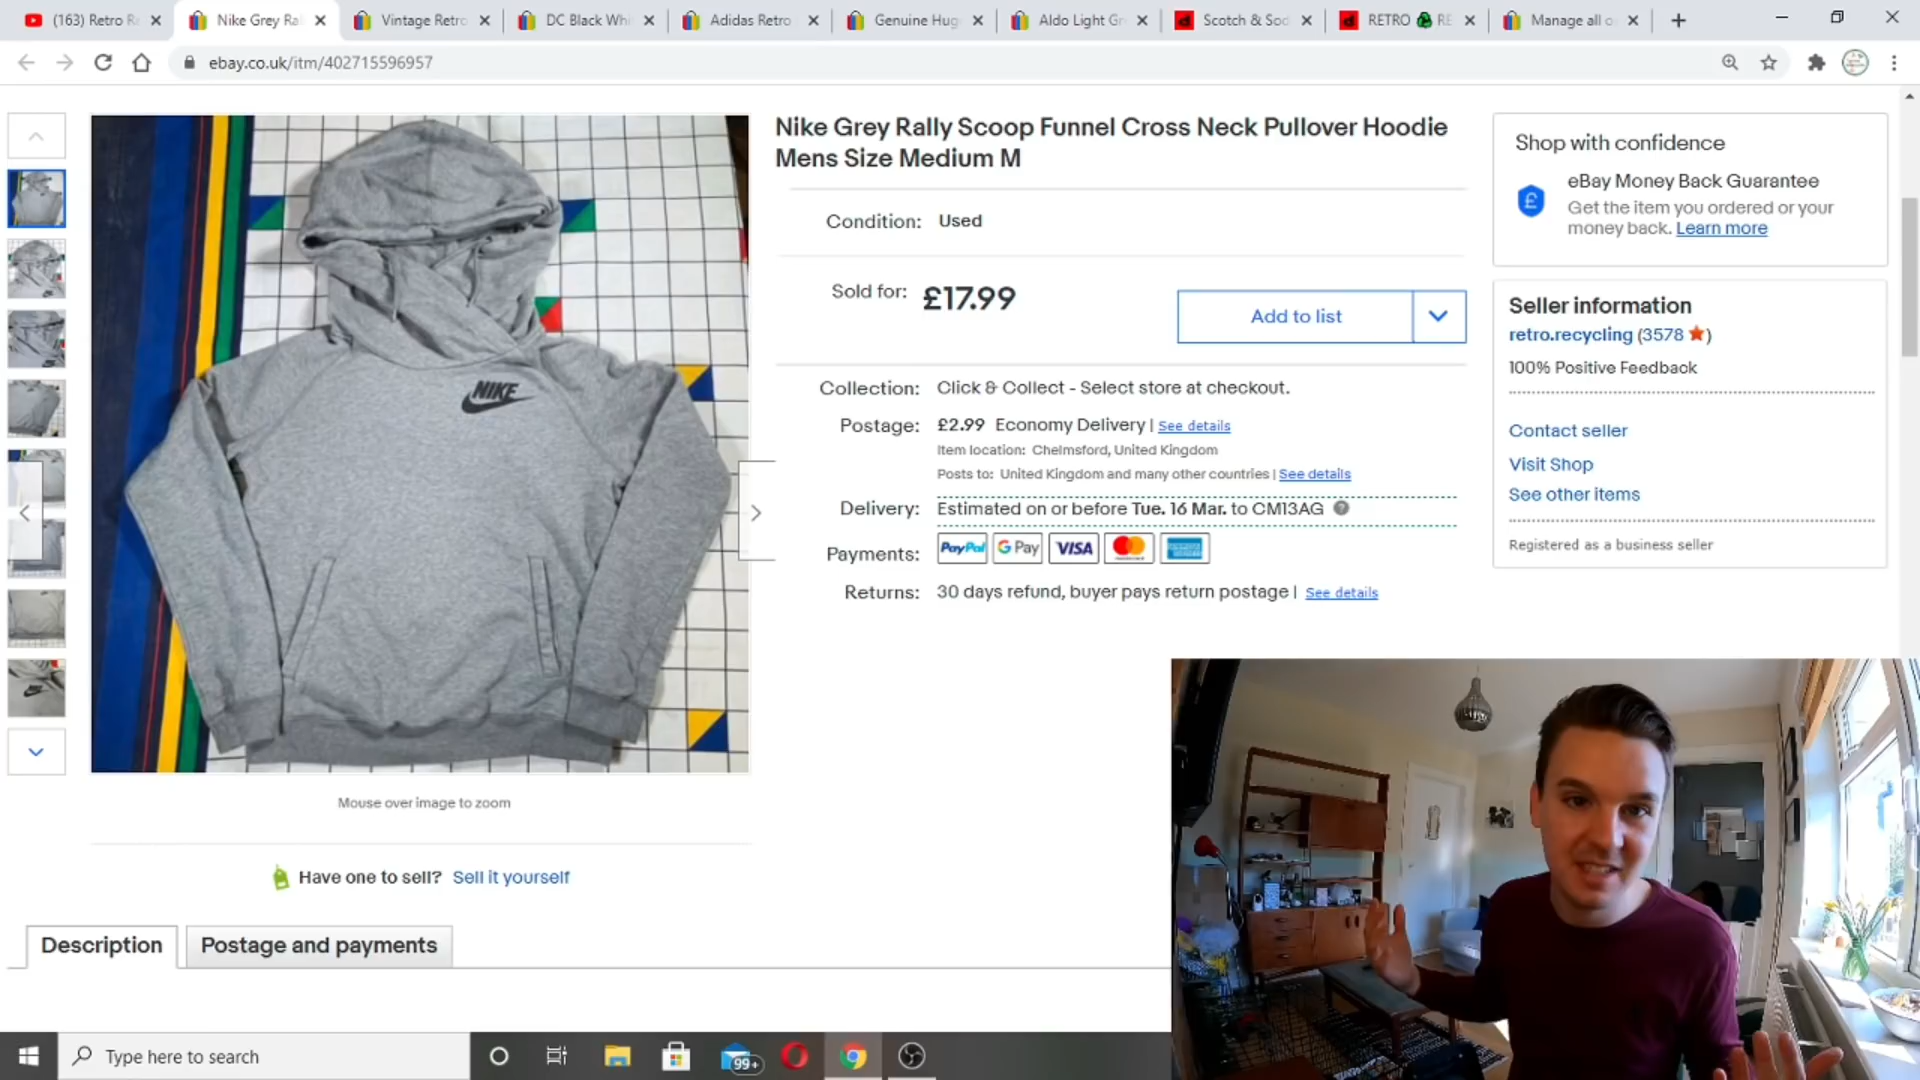 (163) Retro R
Nike Grey Ral
Vintage Retro
DC Black Whi
Adidas Retro
Genuine Hug
Aldo Light Gr
Scotch & Sod
RETRO
RE
Manage all o
ebay.co.uk/itm/402715596957
Nike Grey Rally Scoop Funnel Cross Neck Pullover Hoodie
Mens Size Medium M
Condition: Used
Sold for: £17.99
Add to list
Collection: Click & Collect - Select store at checkout.
Postage: £2.99 Economy Delivery | See details
Item location: Chelmsford, United Kingdom
Posts to: United Kingdom and many other countries | See details
Delivery: Estimated on or before Tue. 16 Mar. to CM13AG
Payments: PayPal G Pay VISA
Returns: 30 days refund, buyer pays return postage | See details
Shop with confidence
eBay Money Back Guarantee
Get the item you ordered or your
money back. Learn more
Seller information
retro.recycling (3578 ★)
100% Positive Feedback
Contact seller
Visit Shop
See other items
Registered as a business seller
NIKE
Mouse over image to zoom
Have one to sell? Sell it yourself
Description
Postage and payments
Type here to search
99+